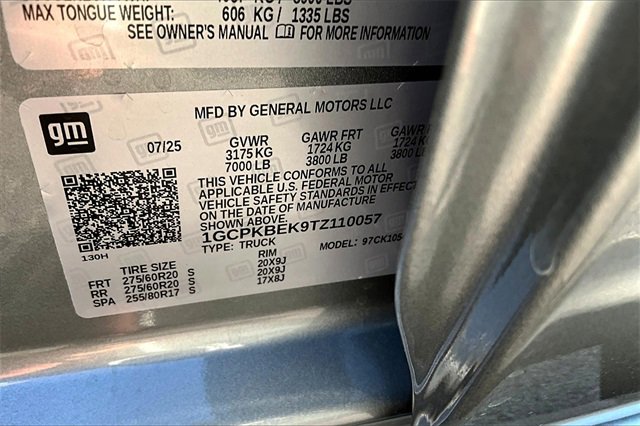 MAX TONGUE WEIGHT: 606 KG / 1335 LBS
SEE OWNER'S MANUAL FOR MORE INFORMATION
gm
MFD BY GENERAL MOTORS LLC
07/25 GVWR GAWR FRT GAWR
3175 KG 1724 KG 1724 K
7000 LB 3800 LB 3800 LB
THIS VEHICLE CONFORMS TO ALL
APPLICABLE U.S. FEDERAL MOTOR
VEHICLE SAFETY STANDARDS IN EFFECT
ON THE DATE OF MANUFACTURE
SHOWN ABOVE.
1GCPKBEK9TZ110057
TYPE: TRUCK MODEL: 97CK105
130H
TIRE SIZE RIM
FRT 275/60R20 S 20X9J
RR 275/60R20 S 20X9J
SPA 255/80R17 S 17X8J